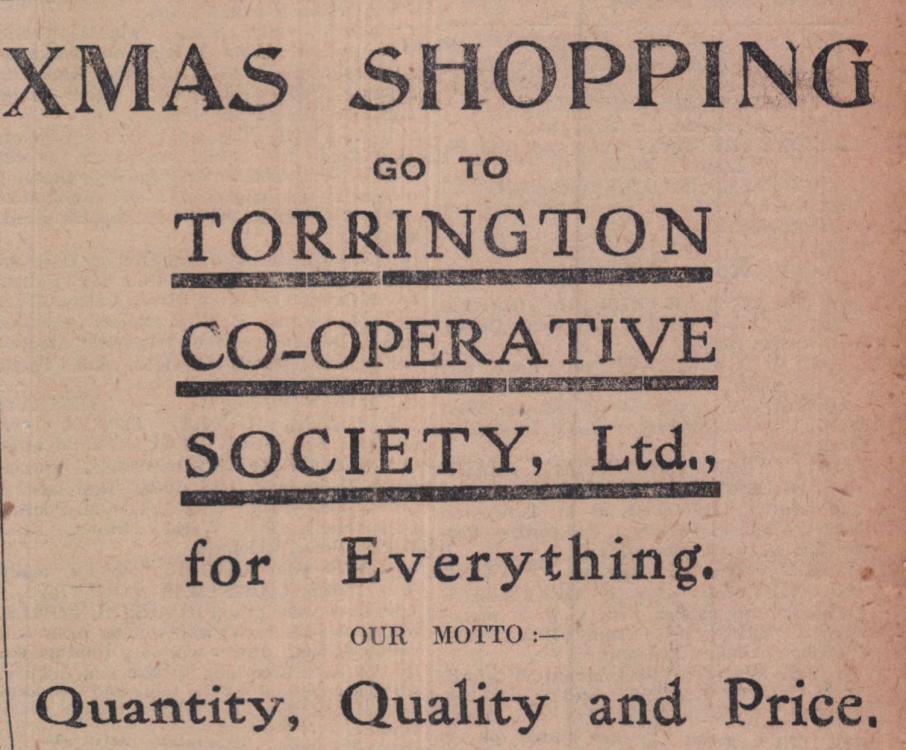 XMAS SHOPPING
GO TO
TORRINGTON
CO-OPERATIVE
SOCIETY, Ltd.,
for Everything.
OUR MOTTO :—
Quantity, Quality and Price.